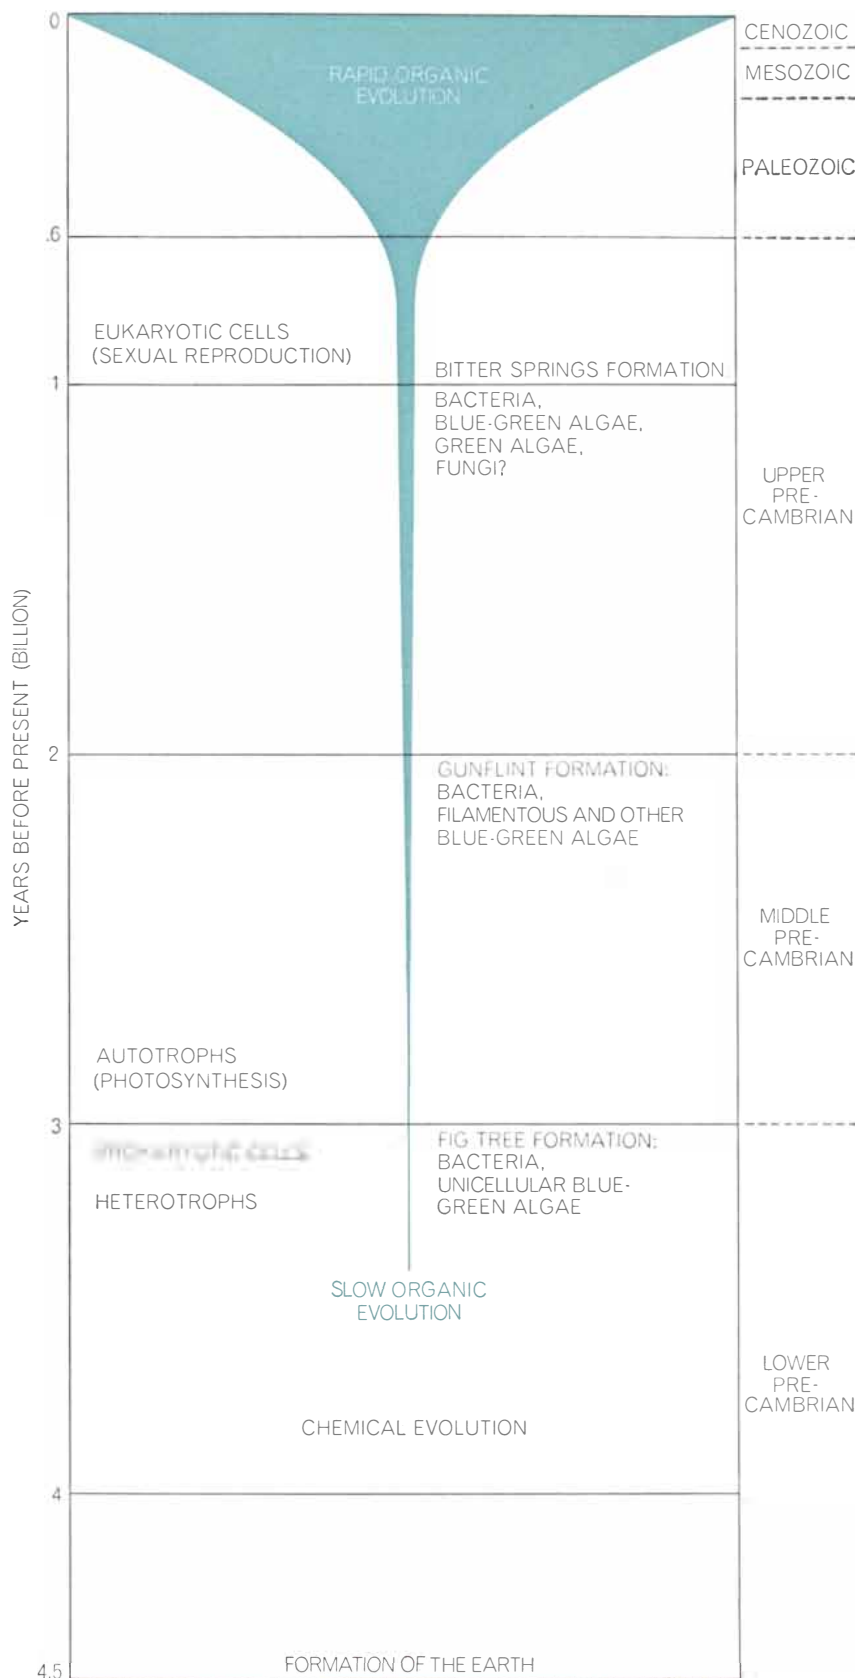 0
CENOZOIC
MESOZOIC
RAPID ORGANIC
EVOLUTION
PALEOZOIC
.6
EUKARYOTIC CELLS
(SEXUAL REPRODUCTION)
BITTER SPRINGS FORMATION
1
BACTERIA,
BLUE-GREEN ALGAE,
GREEN ALGAE,
FUNGI?
UPPER
PRE-
CAMBRIAN
YEARS BEFORE PRESENT (BILLION)
2
GUNFLINT FORMATION:
BACTERIA,
FILAMENTOUS AND OTHER
BLUE-GREEN ALGAE
MIDDLE
PRE-
CAMBRIAN
AUTOTROPHS
(PHOTOSYNTHESIS)
3
HETEROTROPHS
FIG TREE FORMATION:
BACTERIA,
UNICELLULAR BLUE-
GREEN ALGAE
SLOW ORGANIC
EVOLUTION
LOWER
PRE-
CAMBRIAN
CHEMICAL EVOLUTION
4
FORMATION OF THE EARTH
4.5